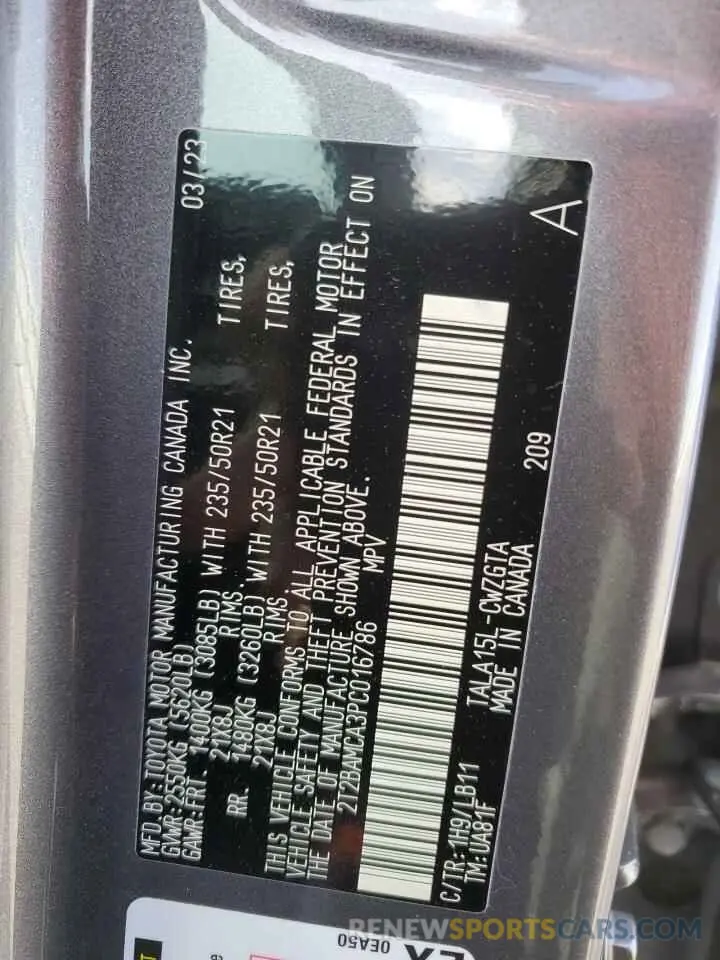 MFD.BY:TOYOTA MOTOR MANUFACTURING CANADA INC. 03/23
GVWR:2550KG (5620LB)
GAWR:FRT. 1400KG (3085LB) WITH 235/50R21 TIRES,
21X8J RIMS.
RR. 1480KG (3260LB) WITH 235/50R21 TIRES,
21X8J RIMS.
THIS VEHICLE CONFORMS TO ALL APPLICABLE FEDERAL MOTOR
VEHICLE SAFETY AND THEFT PREVENTION STANDARDS IN EFFECT ON
THE DATE OF MANUFACTURE SHOWN ABOVE.
2T2BAMCA3PC016786 MPV
C/TR:1H9/LB11 TALA15L-CWZGTA 209
TM:UA81F MADE IN CANADA
A
EX
0EA50
RENEWSPORTSCARS.COM